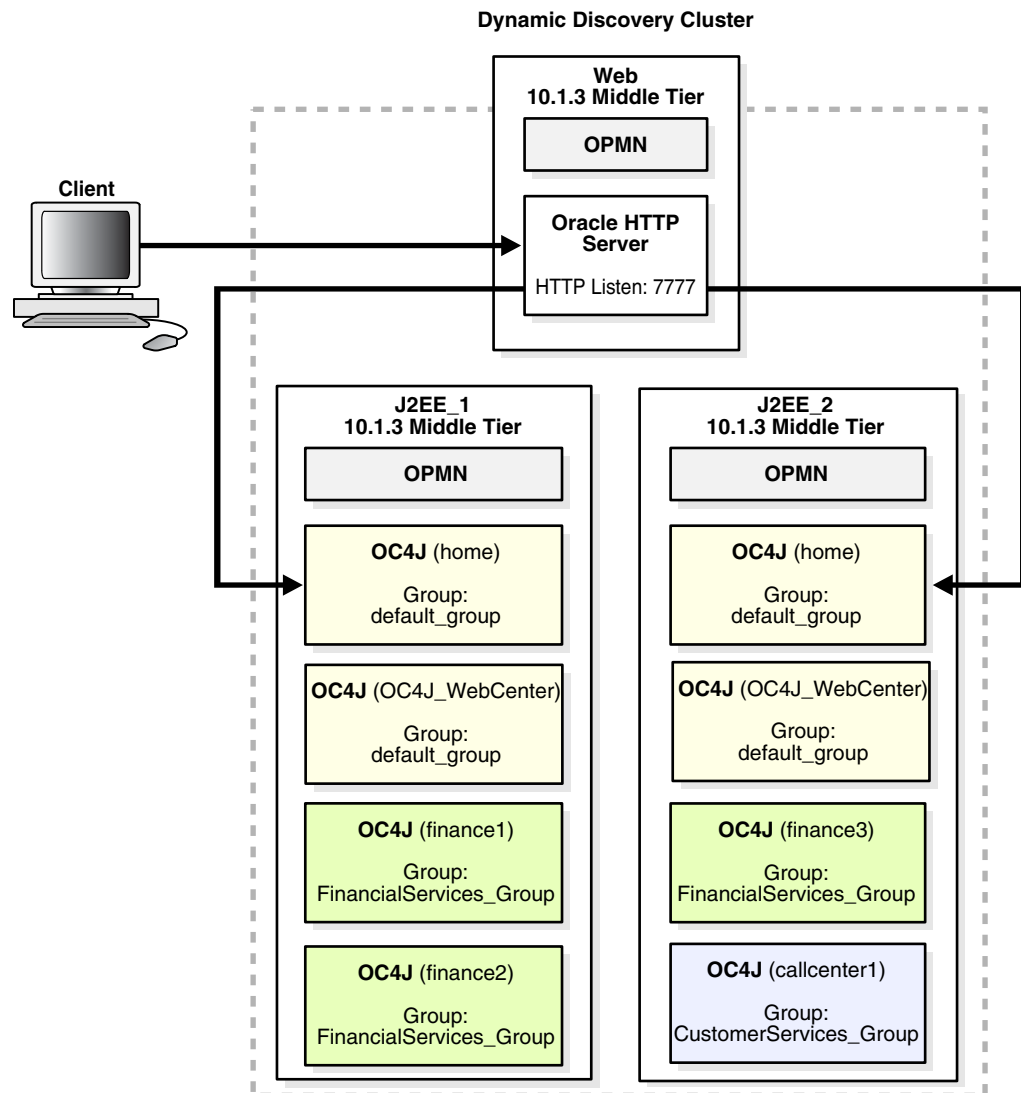 Dynamic Discovery Cluster
Web
10.1.3 Middle Tier
OPMN
Client
Oracle HTTP
Server
HTTP Listen: 7777
J2EE_1
10.1.3 Middle Tier
OPMN
OC4J (home)
Group:
default_group
OC4J (OC4J_WebCenter)
Group:
default_group
OC4J (finance1)
Group:
FinancialServices_Group
OC4J (finance2)
Group:
FinancialServices_Group
J2EE_2
10.1.3 Middle Tier
OPMN
OC4J (home)
Group:
default_group
OC4J (OC4J_WebCenter)
Group:
default_group
OC4J (finance3)
Group:
FinancialServices_Group
OC4J (callcenter1)
Group:
CustomerServices_Group